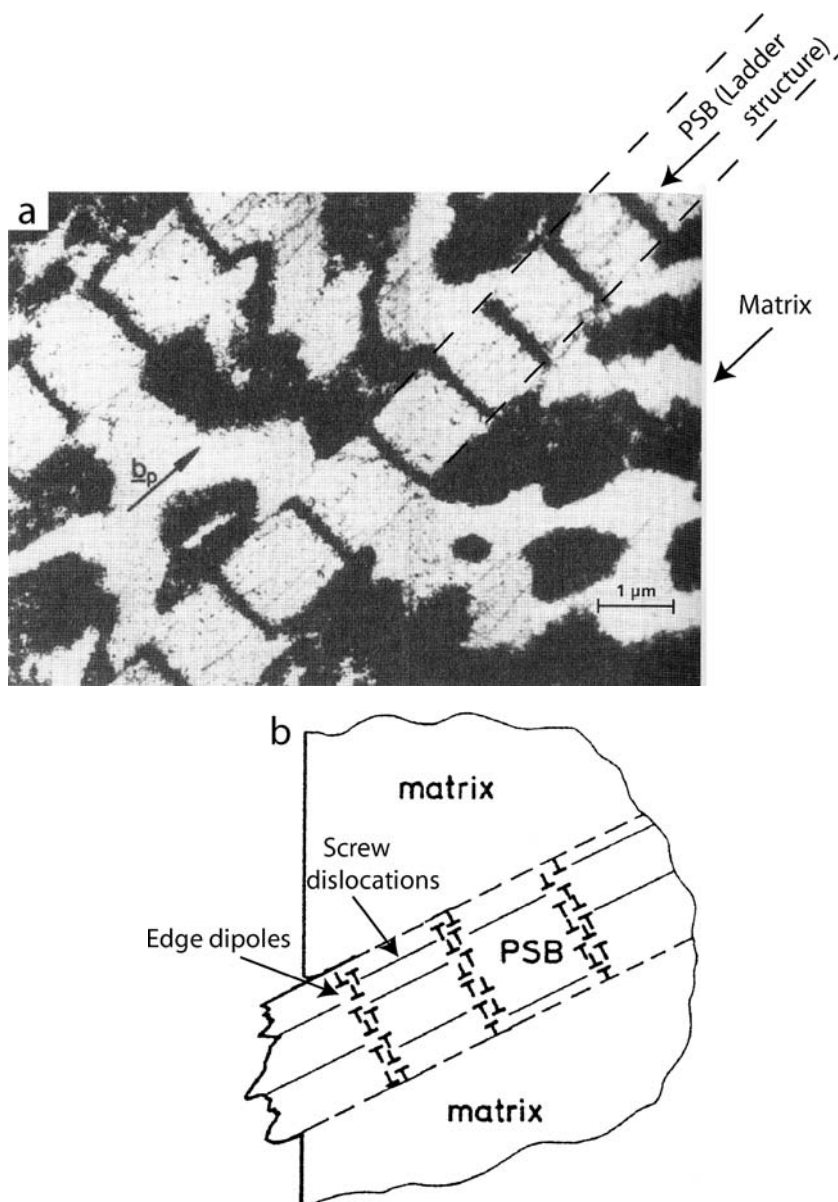 PSB (Ladder
structure)
a
Matrix
b_p
1 µm
b
matrix
Screw
dislocations
Edge dipoles
PSB
matrix